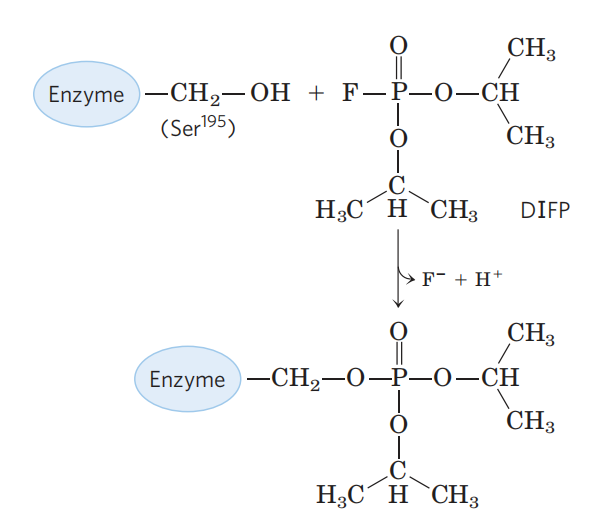 O CH₃
Enzyme —CH₂—OH + F—P—O—CH
(Ser¹⁹⁵) O CH₃
C
H₃C H CH₃ DIFP
F⁻ + H⁺
O CH₃
Enzyme —CH₂—O—P—O—CH
O CH₃
C
H₃C H CH₃